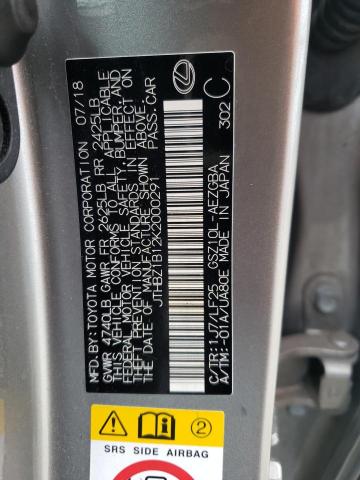 MFD.BY:TOYOTA MOTOR CORPORATION 07/18
GVWR 4740LB GAWR FR 2625LB RR 2425LB
THIS VEHICLE CONFORMS TO ALL APPLICABLE
FEDERAL MOTOR VEHICLE SAFETY, BUMPER, AND
THEFT PREVENTION STANDARDS IN EFFECT ON
THE DATE OF MANUFACTURE SHOWN ABOVE.
JTHBZ1B12K2000291 PASS.CAR
C/TR:1J7/LF25 GSZ10L-AEZGBA 302 C
A/TM:-01A/UA80E MADE IN JAPAN
2
SRS SIDE AIRBAG